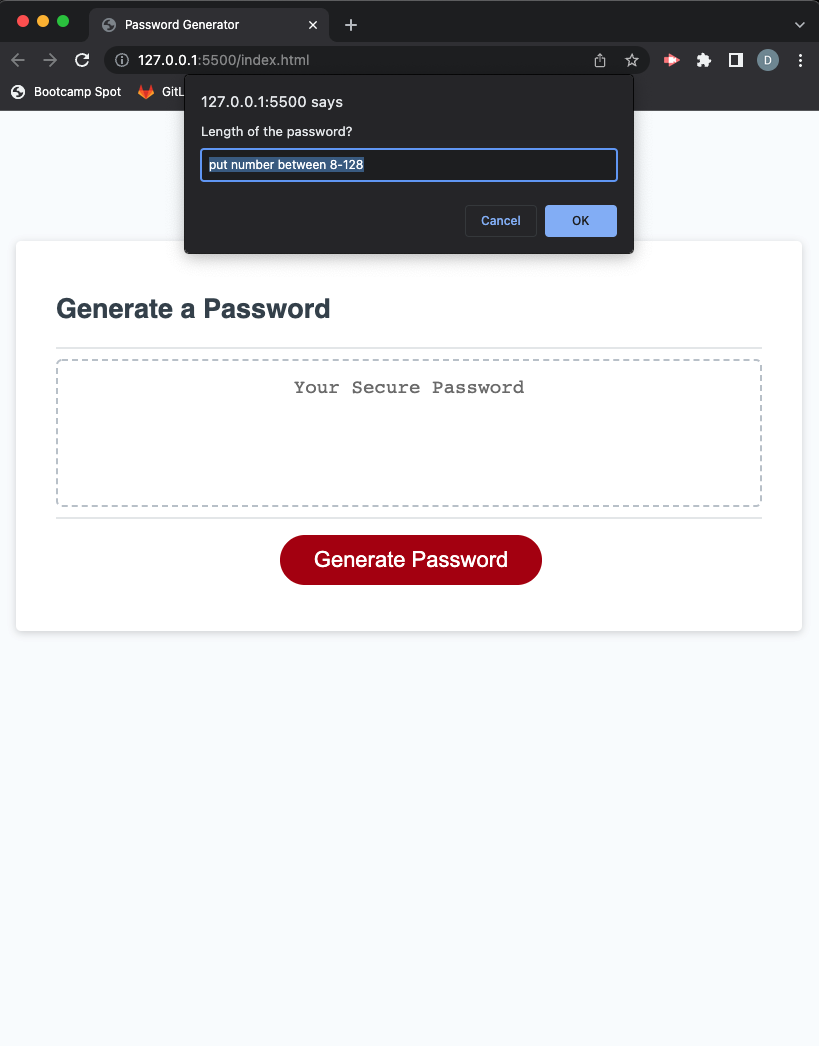 Password Generator
127.0.0.1:5500/index.html
D
Bootcamp Spot
GitL
127.0.0.1:5500 says
Length of the password?
put number between 8-128
Cancel
OK
Generate a Password
Your Secure Password
Generate Password